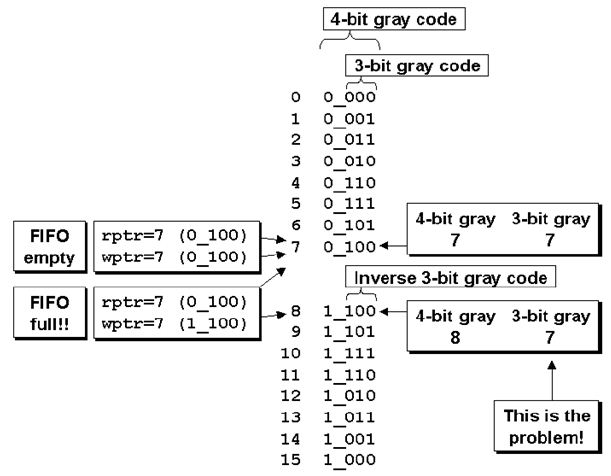 4-bit gray code
3-bit gray code
0 0_000
1 0_001
2 0_011
3 0_010
4 0_110
5 0_111
6 0_101
7 0_100
FIFO
empty
rptr=7 (0_100)
wptr=7 (0_100)
4-bit gray 3-bit gray
7 7
Inverse 3-bit gray code
FIFO
full!!
rptr=7 (0_100)
wptr=7 (1_100)
8 1_100
9 1_101
10 1_111
11 1_110
12 1_010
13 1_011
14 1_001
15 1_000
4-bit gray 3-bit gray
8 7
This is the
problem!